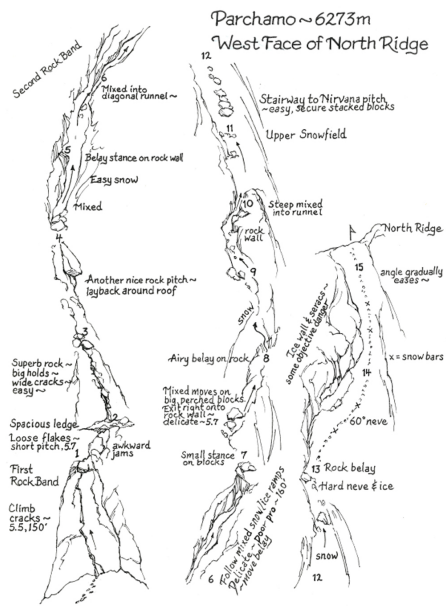 Parchamo ~ 6273m
West Face of North Ridge
Second Rock Band
6
Mixed into
diagonal runnel ~
5
Belay stance on rock wall
Easy snow
Mixed
4
Another nice rock pitch ~
layback around roof
3
Superb rock ~
big holds ~
wide cracks ~
easy ~
2
Spacious ledge
Loose flakes ~
short pitch, 5.7
awkward
jams
1
First
Rock Band
Climb
cracks ~
5.5, 150'
12
Stairway to Nirvana pitch
~ easy, secure stacked blocks
11
Upper Snowfield
10
Steep mixed
into runnel
rock
wall
9
snow
Airy belay on rock
8
Mixed moves on
big, perched blocks.
Exit right onto
rock wall ~
delicate ~ 5.7
Small stance
on blocks
7
Follow mixed snow/ice ramps
Delicate ~ poor pro ~ 160'
~ move belay
6
North Ridge
15
angle gradually
eases ~
Ice wall & seracs ~
some objective danger
x = snow bars
14
60° neve
13
Rock belay
Hard neve & ice
snow
12